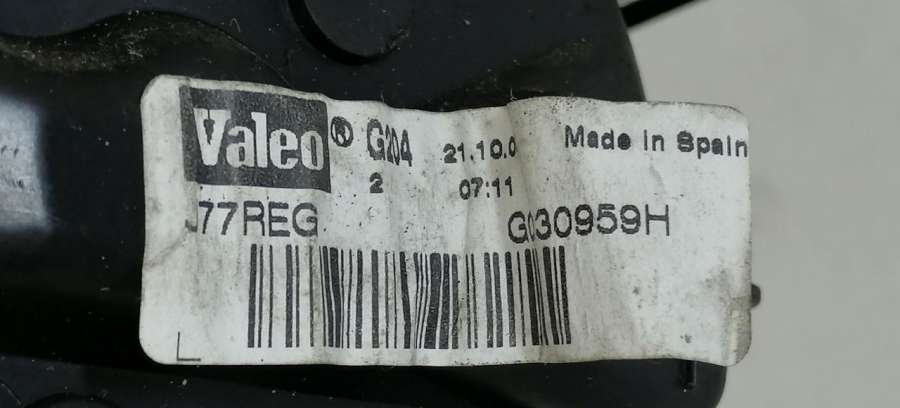 Valeo® G204 21.10.0 Made in Spain
2 07:11
J77REG G030959H
L